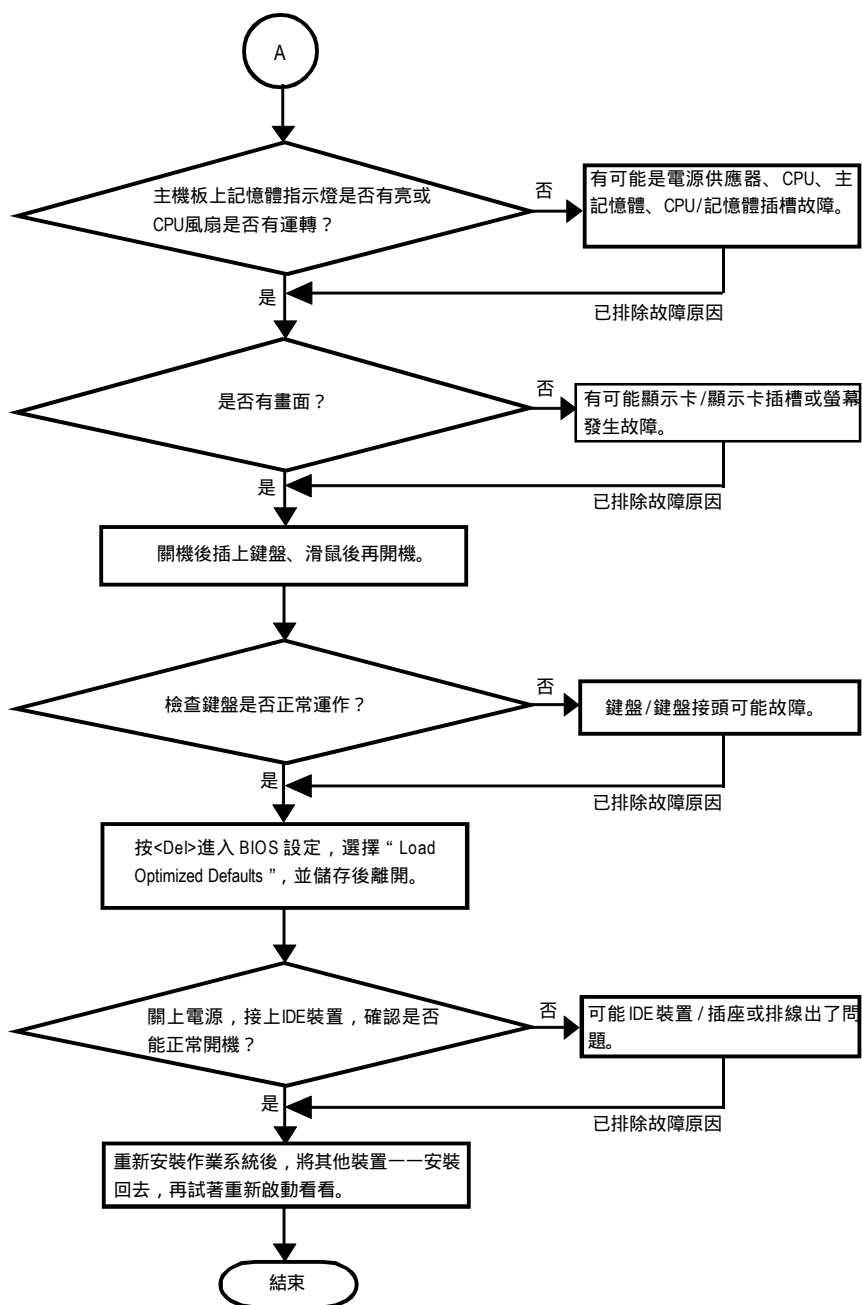 A
主機板上記憶體指示燈是否有亮或
CPU風扇是否有運轉？
否
有可能是電源供應器、CPU、主
記憶體、CPU/記憶體插槽故障。
是
已排除故障原因
是否有畫面？
否
有可能顯示卡/顯示卡插槽或螢幕
發生故障。
是
已排除故障原因
關機後插上鍵盤、滑鼠後再開機。
檢查鍵盤是否正常運作？
否
鍵盤/鍵盤接頭可能故障。
是
已排除故障原因
按<Del>進入 BIOS 設定，選擇 “ Load
Optimized Defaults ”，並儲存後離開。
關上電源，接上IDE裝置，確認是否
能正常開機？
否
可能 IDE裝置 / 插座或排線出了問
題。
是
已排除故障原因
重新安裝作業系統後，將其他裝置一一安裝
回去，再試著重新啟動看看。
結束